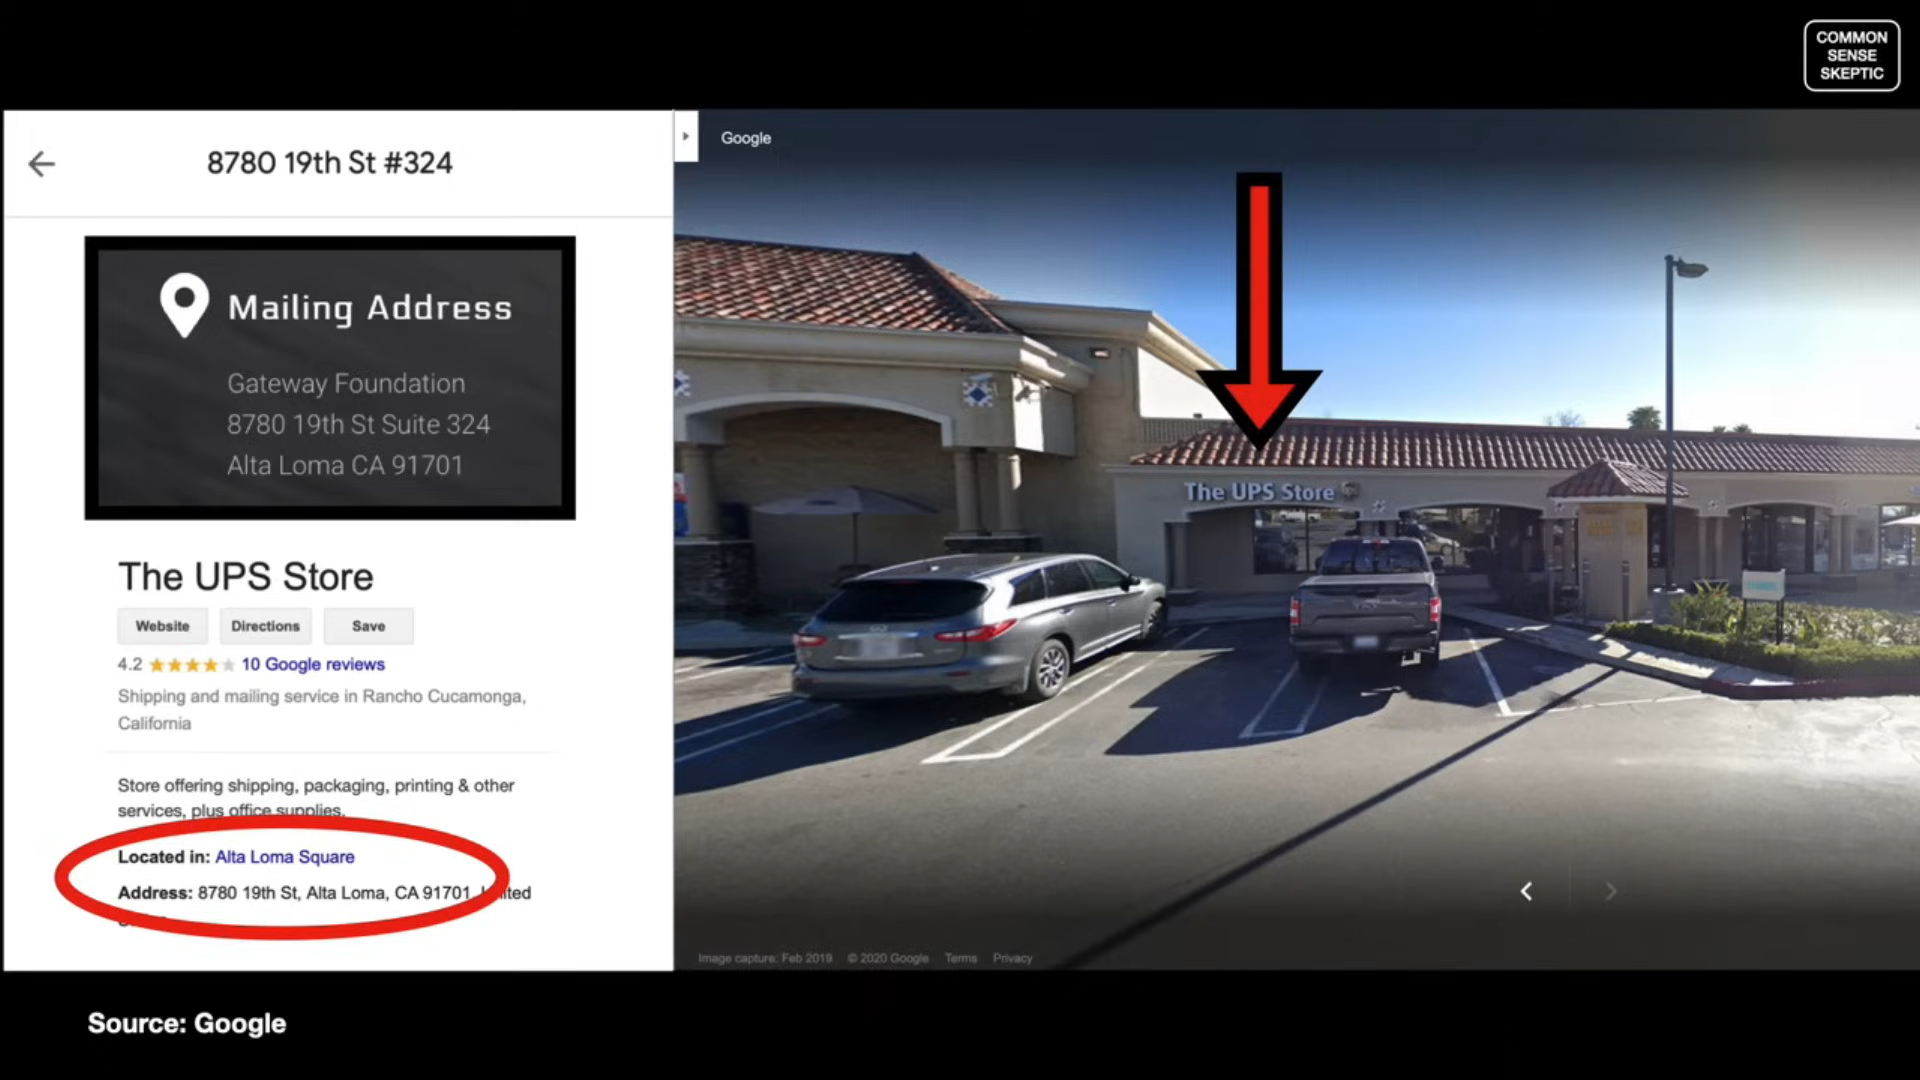 COMMON
SENSE
SKEPTIC
8780 19th St #324
Google
Mailing Address
Gateway Foundation
8780 19th St Suite 324
Alta Loma CA 91701
The UPS Store
Website Directions Save
4.2 10 Google reviews
Shipping and mailing service in Rancho Cucamonga,
California
Store offering shipping, packaging, printing & other
services, plus office supplies.
Located in: Alta Loma Square
Address: 8780 19th St, Alta Loma, CA 91701,
The UPS Store
Image capture: Feb 2019 © 2020 Google Terms Privacy
Source: Google